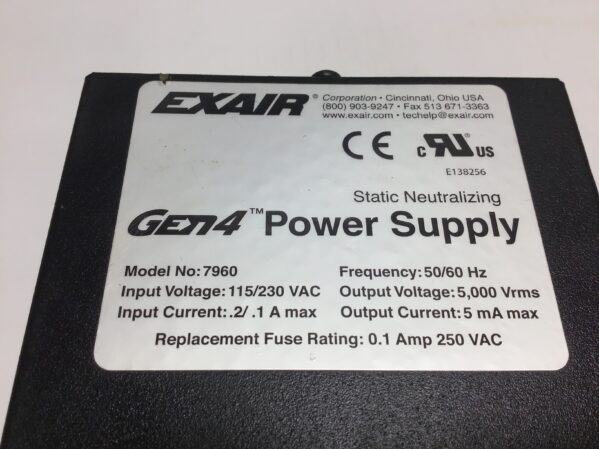 EXAIR® Corporation • Cincinnati, Ohio USA
(800) 903-9247 • Fax 513 671-3363
www.exair.com • techelp@exair.com
CE c RU US
E138256
Static Neutralizing
GEN4™ Power Supply
Model No: 7960 Frequency: 50/60 Hz
Input Voltage: 115/230 VAC Output Voltage: 5,000 Vrms
Input Current: .2/ .1 A max Output Current: 5 mA max
Replacement Fuse Rating: 0.1 Amp 250 VAC